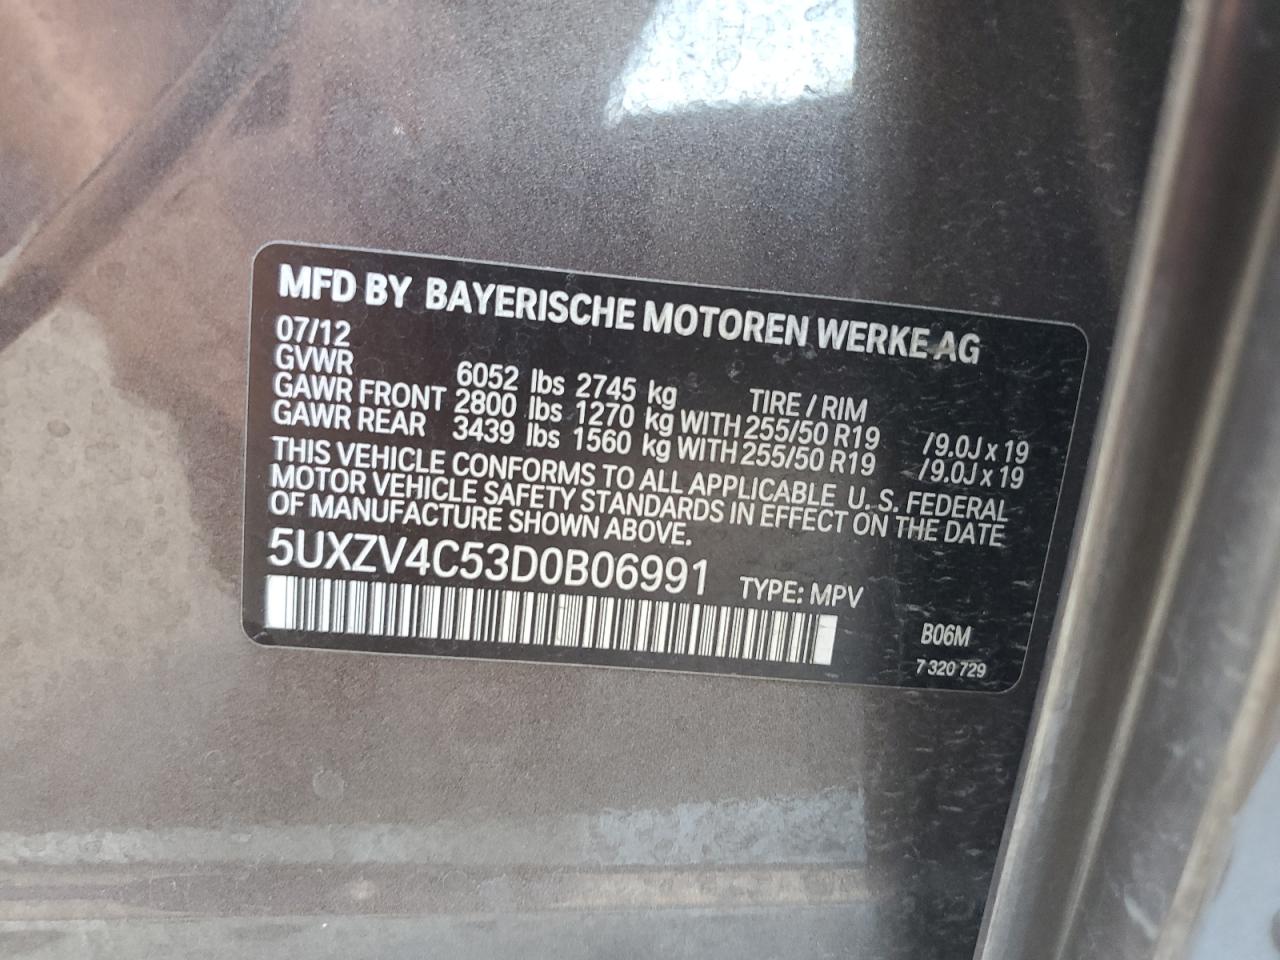 MFD BY BAYERISCHE MOTOREN WERKE AG
07/12
GVWR 6052 lbs 2745 kg TIRE / RIM
GAWR FRONT 2800 lbs 1270 kg WITH 255/50 R19 /9.0J x 19
GAWR REAR 3439 lbs 1560 kg WITH 255/50 R19 /9.0J x 19
THIS VEHICLE CONFORMS TO ALL APPLICABLE U. S. FEDERAL
MOTOR VEHICLE SAFETY STANDARDS IN EFFECT ON THE DATE
OF MANUFACTURE SHOWN ABOVE.
5UXZV4C53D0B06991 TYPE: MPV
B06M
7 320 729